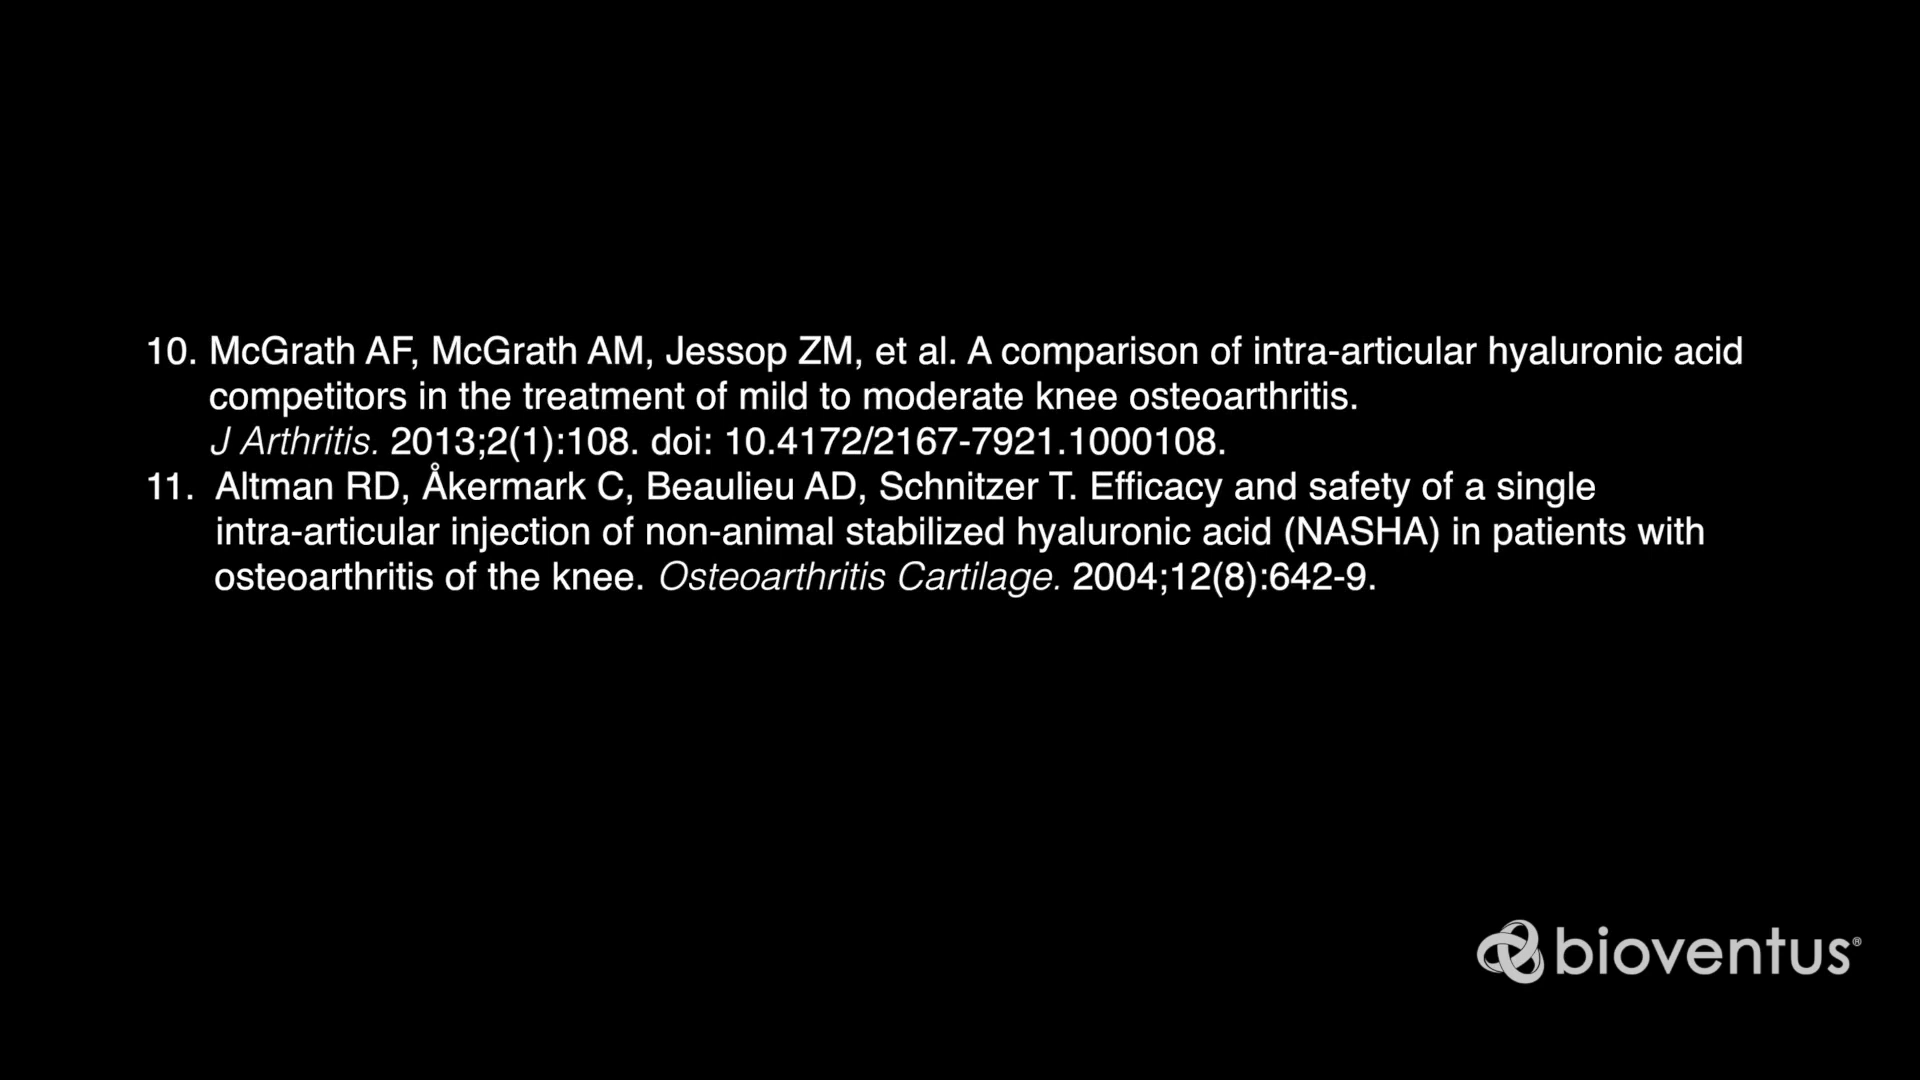 10. McGrath AF, McGrath AM, Jessop ZM, et al. A comparison of intra-articular hyaluronic acid
competitors in the treatment of mild to moderate knee osteoarthritis.
J Arthritis. 2013;2(1):108. doi: 10.4172/2167-7921.1000108.
11. Altman RD, Åkermark C, Beaulieu AD, Schnitzer T. Efficacy and safety of a single
intra-articular injection of non-animal stabilized hyaluronic acid (NASHA) in patients with
osteoarthritis of the knee. Osteoarthritis Cartilage. 2004;12(8):642-9.
bioventus®